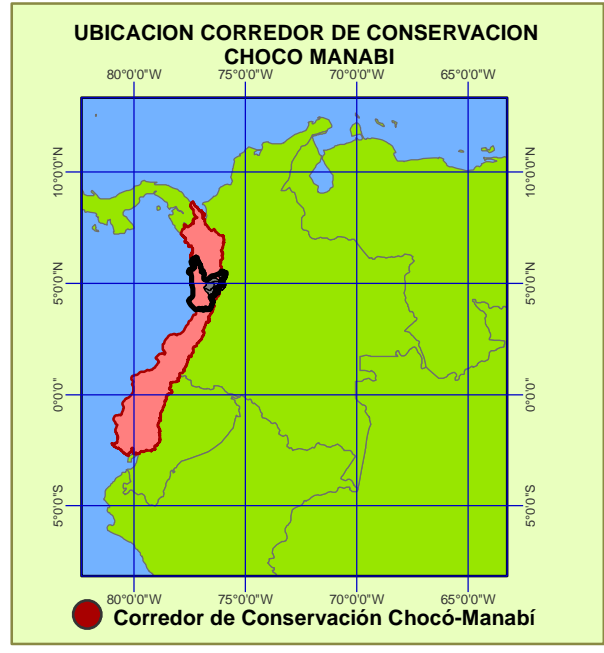 UBICACION CORREDOR DE CONSERVACION
CHOCO MANABI
80°0'0"W 75°0'0"W 70°0'0"W 65°0'0"W
10°0'0"N 10°0'0"N
5°0'0"N 5°0'0"N
0°0'0" 0°0'0"
5°0'0"S 5°0'0"S
80°0'0"W 75°0'0"W 70°0'0"W 65°0'0"W
Corredor de Conservación Chocó-Manabí